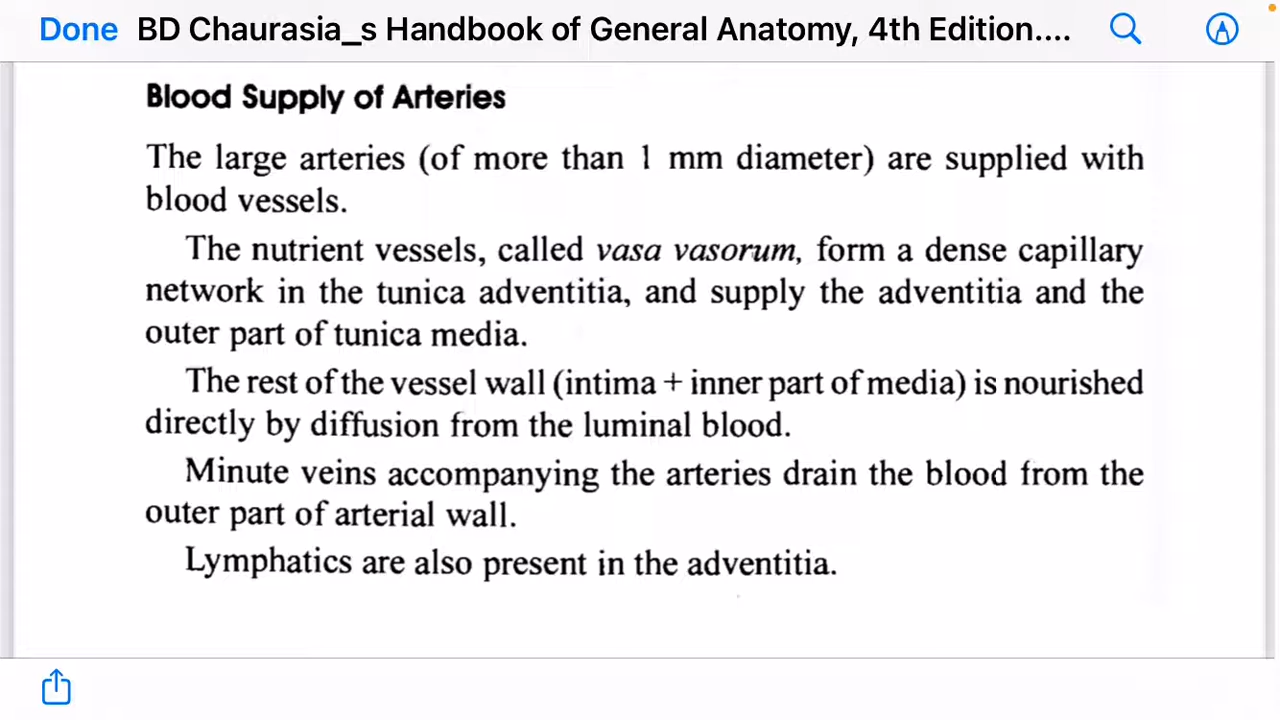 Done BD Chaurasia_s Handbook of General Anatomy, 4th Edition....
Blood Supply of Arteries
The large arteries (of more than 1 mm diameter) are supplied with
blood vessels.
The nutrient vessels, called vasa vasorum, form a dense capillary
network in the tunica adventitia, and supply the adventitia and the
outer part of tunica media.
The rest of the vessel wall (intima + inner part of media) is nourished
directly by diffusion from the luminal blood.
Minute veins accompanying the arteries drain the blood from the
outer part of arterial wall.
Lymphatics are also present in the adventitia.